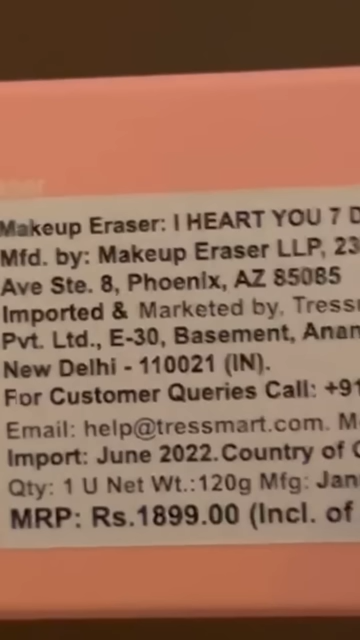 Makeup Eraser: I HEART YOU 7 D
Mfd. by: Makeup Eraser LLP, 23
Ave Ste. 8, Phoenix, AZ 85085
Imported & Marketed by, Tress
Pvt. Ltd., E-30, Basement, Anan
New Delhi - 110021 (IN).
For Customer Queries Call: +91
Email: help@tressmart.com. M
Import: June 2022.Country of
Qty: 1 U Net Wt.:120g Mfg: Jan
MRP: Rs.1899.00 (Incl. of